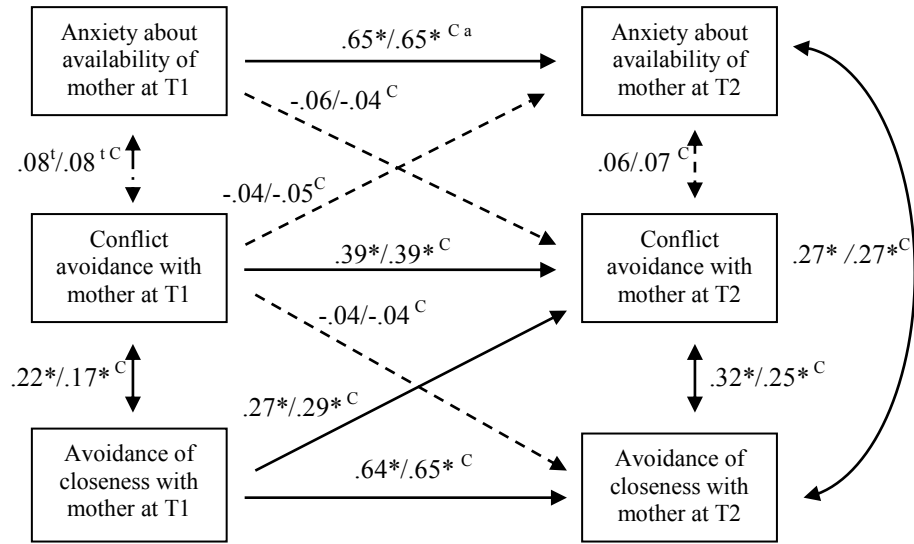 Anxiety about
availability of
mother at T1
.65*/.65* C a
Anxiety about
availability of
mother at T2
-.06/-.04 C
.08t/.08 t C
-.04/-.05C
.06/.07 C
Conflict
avoidance with
mother at T1
.39*/.39* C
Conflict
avoidance with
mother at T2
.27* /.27*C
-.04/-.04 C
.22*/.17* C
.27*/.29* C
.32*/.25* C
Avoidance of
closeness with
mother at T1
.64*/.65* C
Avoidance of
closeness with
mother at T2